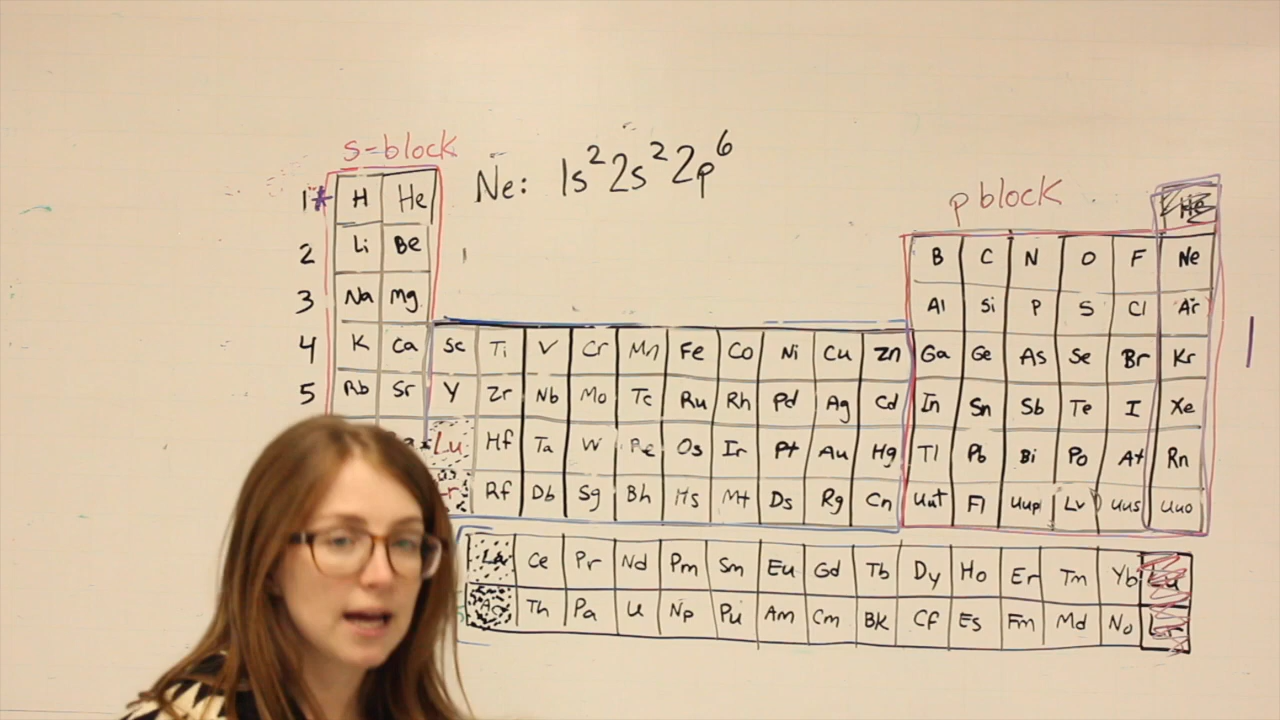 s-block
Ne: 1s² 2s² 2p⁶
p block
1* H He He
2 Li Be B C N O F Ne
3 Na Mg Al Si P S Cl Ar
4 K Ca Sc Ti V Cr Mn Fe Co Ni Cu Zn Ga Ge As Se Br Kr
5 Rb Sr Y Zr Nb Mo Tc Ru Rh Pd Ag Cd In Sn Sb Te I Xe
Lu Hf Ta W Re Os Ir Pt Au Hg Tl Pb Bi Po At Rn
Rf Db Sg Bh Hs Mt Ds Rg Cn Uut Fl Uup Lv Uus Uuo
La Ce Pr Nd Pm Sm Eu Gd Tb Dy Ho Er Tm Yb
Ac Th Pa U Np Pu Am Cm Bk Cf Es Fm Md No